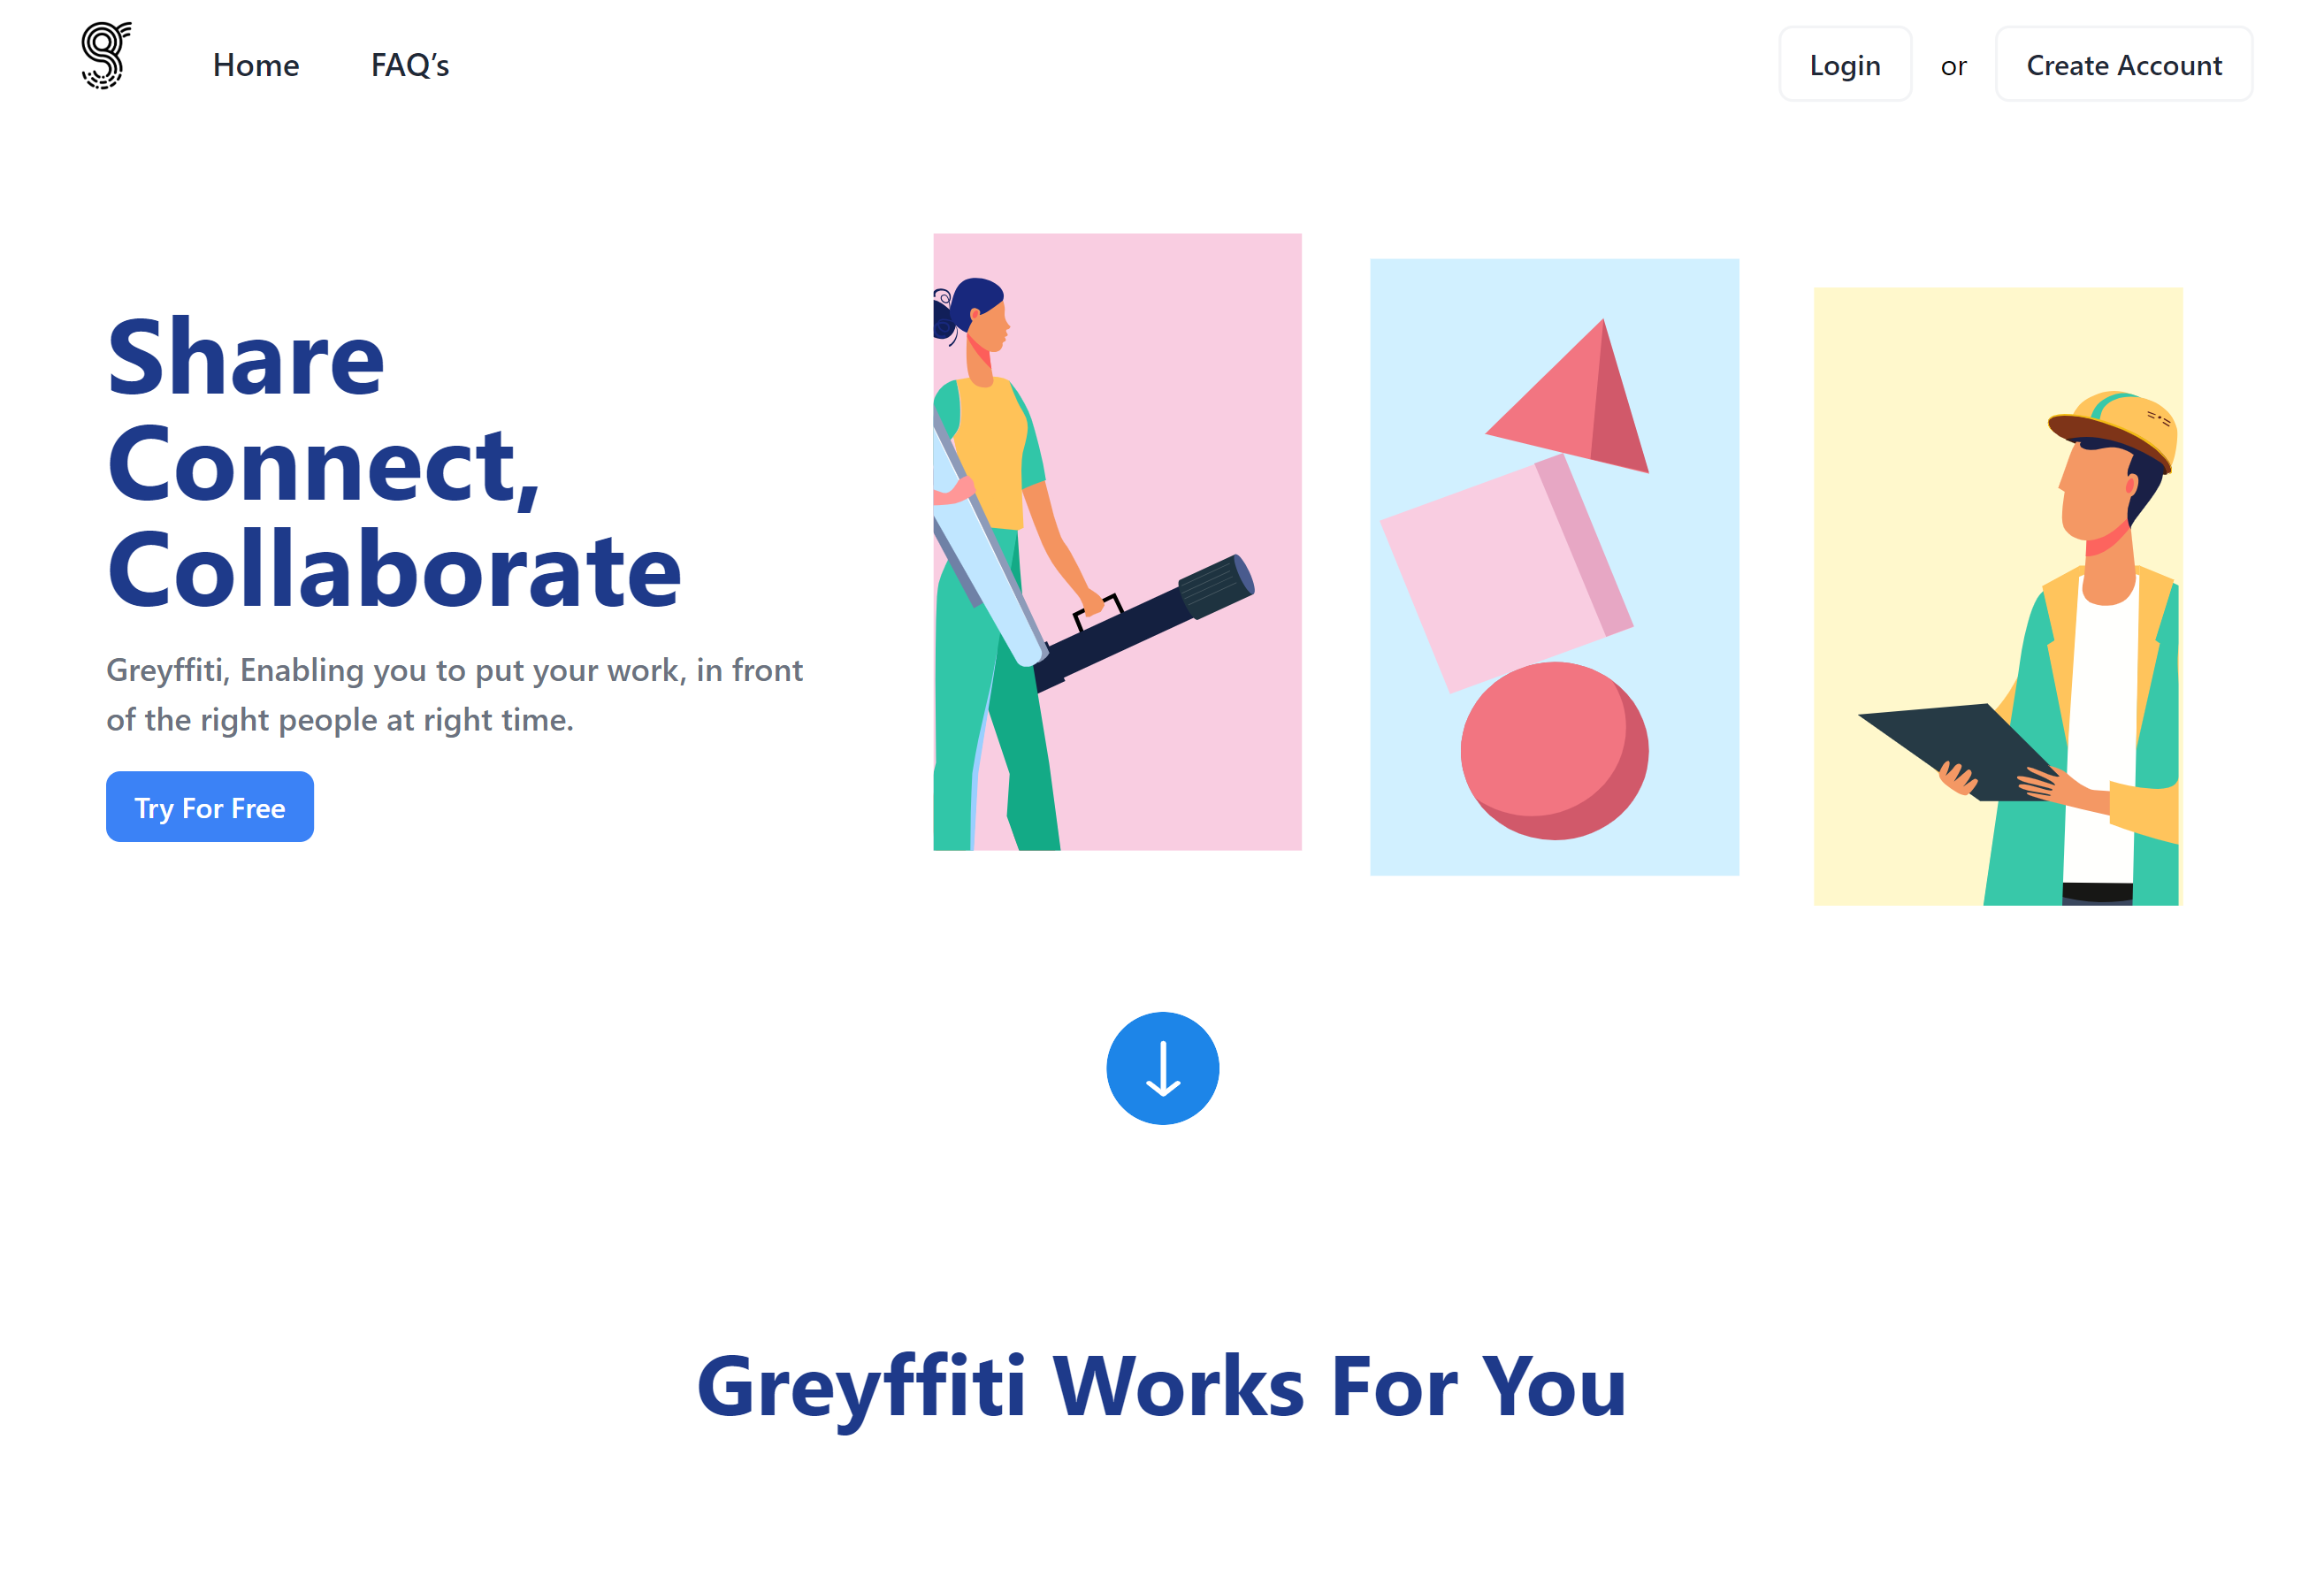 Home
FAQ’s
Login
or
Create Account
Share
Connect,
Collaborate
Greyffiti, Enabling you to put your work, in front
of the right people at right time.
Try For Free
Greyffiti Works For You